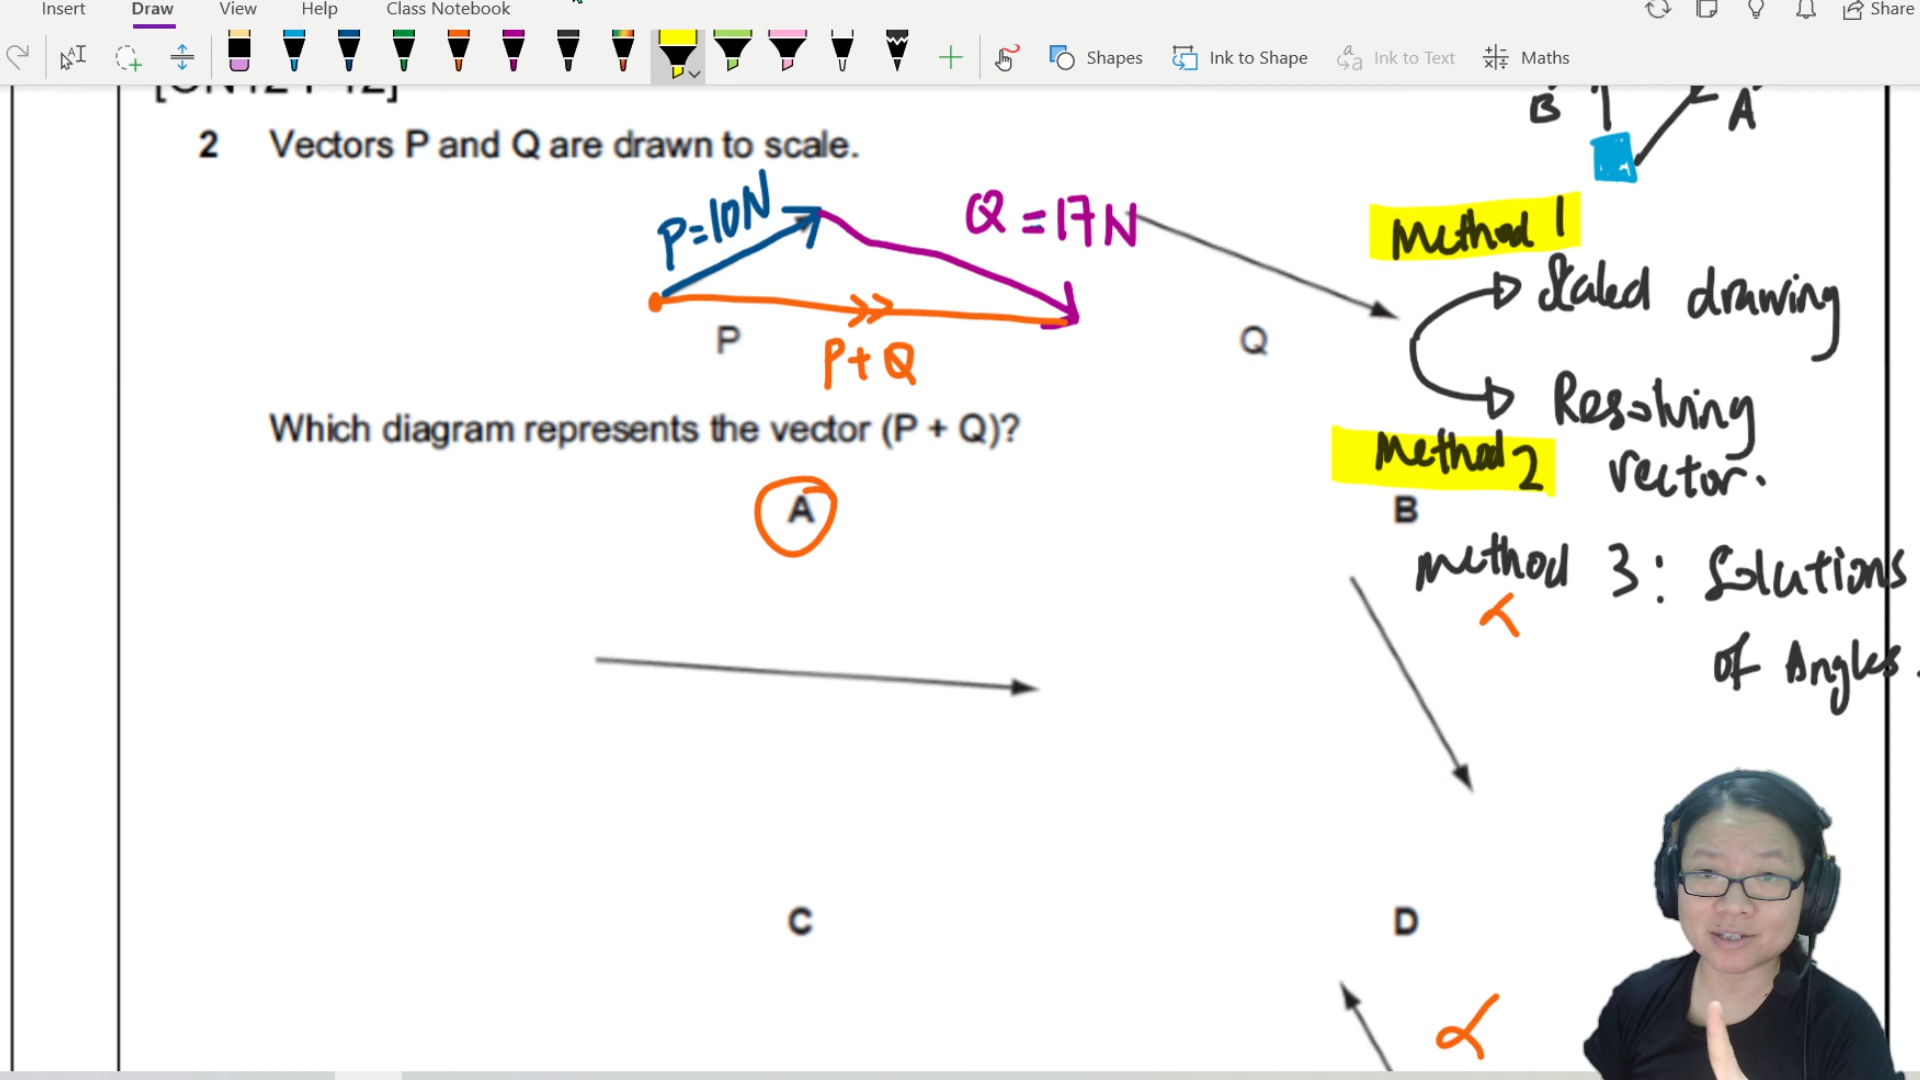 Insert Draw View Help Class Notebook Share
Shapes Ink to Shape Ink to Text Maths
2 Vectors P and Q are drawn to scale.
B A
P=10N Q=17N
Method 1
Scaled drawing
P Q
P+Q
Resolving vector.
Which diagram represents the vector (P + Q)?
Method 2
A B
Method 3: Solutions of Angles.
C D